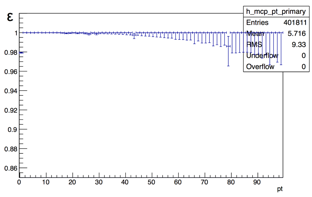 ε
h_mcp_pt_primary
Entries 401811
Mean 5.716
RMS 9.33
Underflow 0
Overflow 0
1
0.98
0.96
0.94
0.92
0.9
0.88
0.86
0 10 20 30 40 50 60 70 80 90
pt